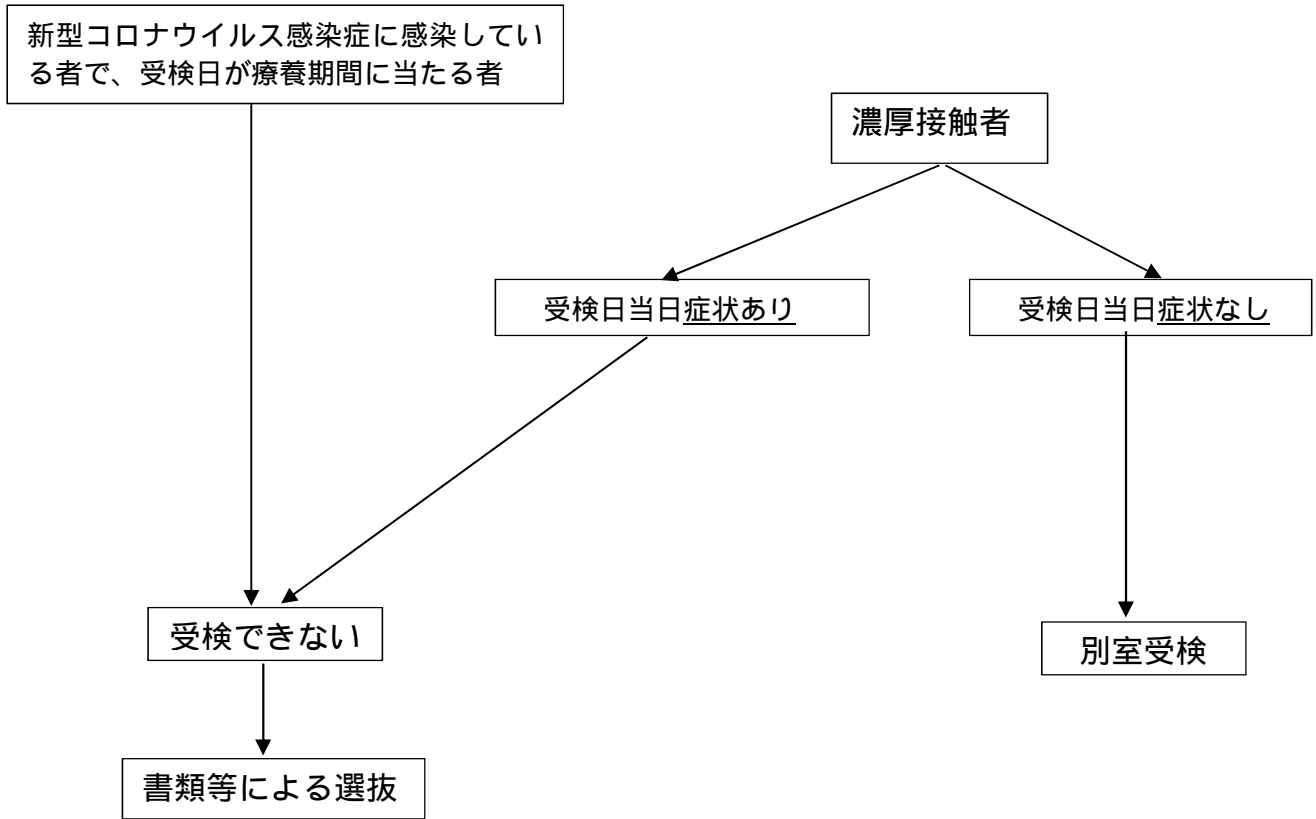 新型コロナウイルス感染症に感染してい
る者で、受検日が療養期間に当たる者
濃厚接触者
受検日当日症状あり
受検日当日症状なし
受検できない
別室受検
書類等による選抜